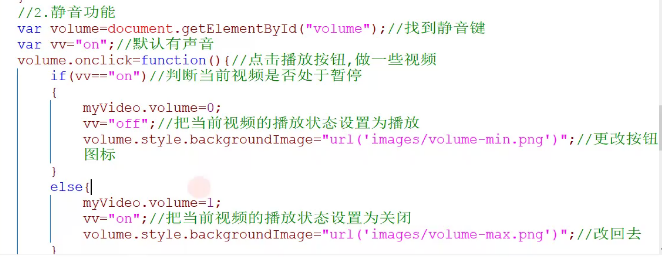 //2.静音功能
var volume=document.getElementById("volume");//找到静音键
var vv="on";//默认有声音
volume.onclick=function(){//点击播放按钮,做一些视频
if(vv=="on")//判断当前视频是否处于暂停
{
myVideo.volume=0;
vv="off";//把当前视频的播放状态设置为播放
volume.style.backgroundImage="url('images/volume-min.png')";//更改按钮
图标
}
else{
myVideo.volume=1;
vv="on";//把当前视频的播放状态设置为关闭
volume.style.backgroundImage="url('images/volume-max.png')";//改回去
}